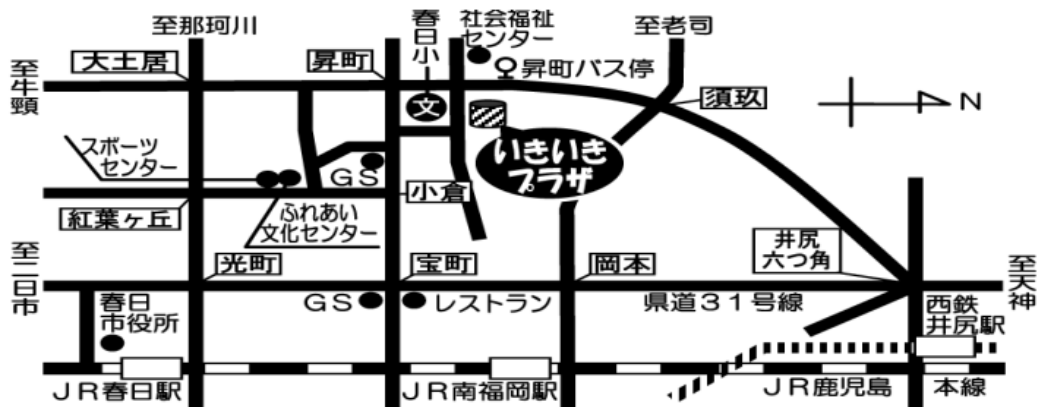 至那珂川
春日小
社会福祉
センター
至老司
至牛頸
大土居
昇町
昇町バス停
文
須玖
N
スポーツ
センター
いきいき
プラザ
GS
小倉
紅葉ヶ丘
ふれあい
文化センター
井尻
六つ角
至二日市
光町
宝町
岡本
至天神
春日
市役所
GS
レストラン
県道31号線
西鉄
井尻駅
JR春日駅
JR南福岡駅
JR鹿児島
本線